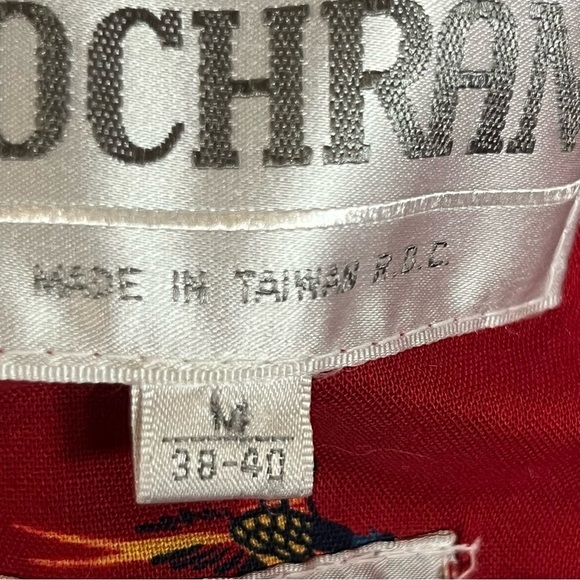 OCHRAN
MADE IN TAIWAN R.O.C.
M
38-40